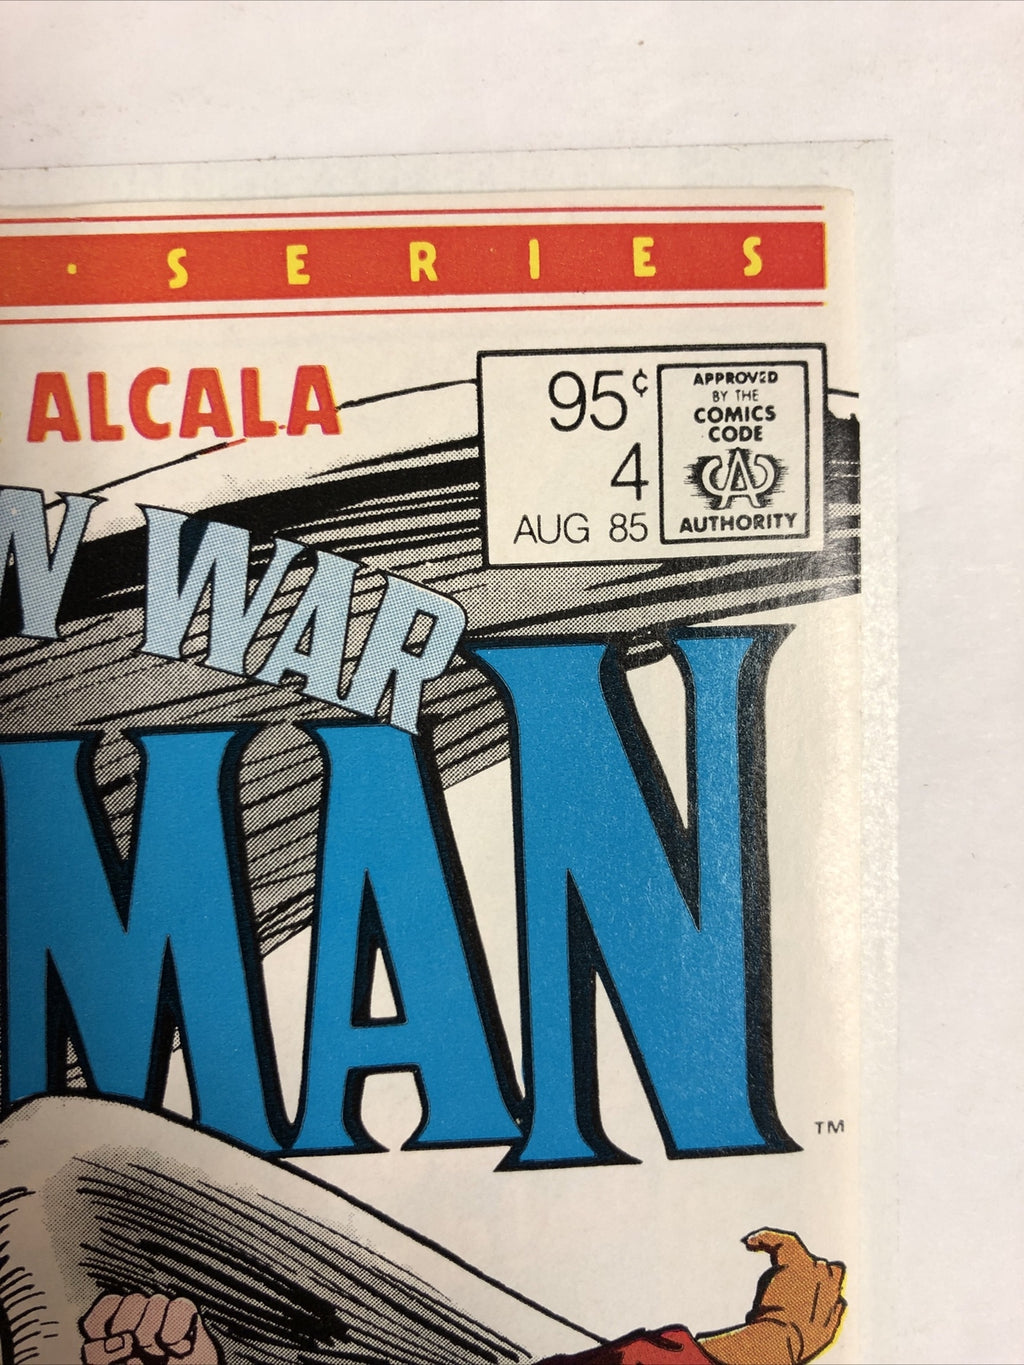 · SERIES
ALCALA
95¢
4
AUG 85
APPROVED
BY THE
COMICS
CODE
A
AUTHORITY
N WAR
MAN
TM